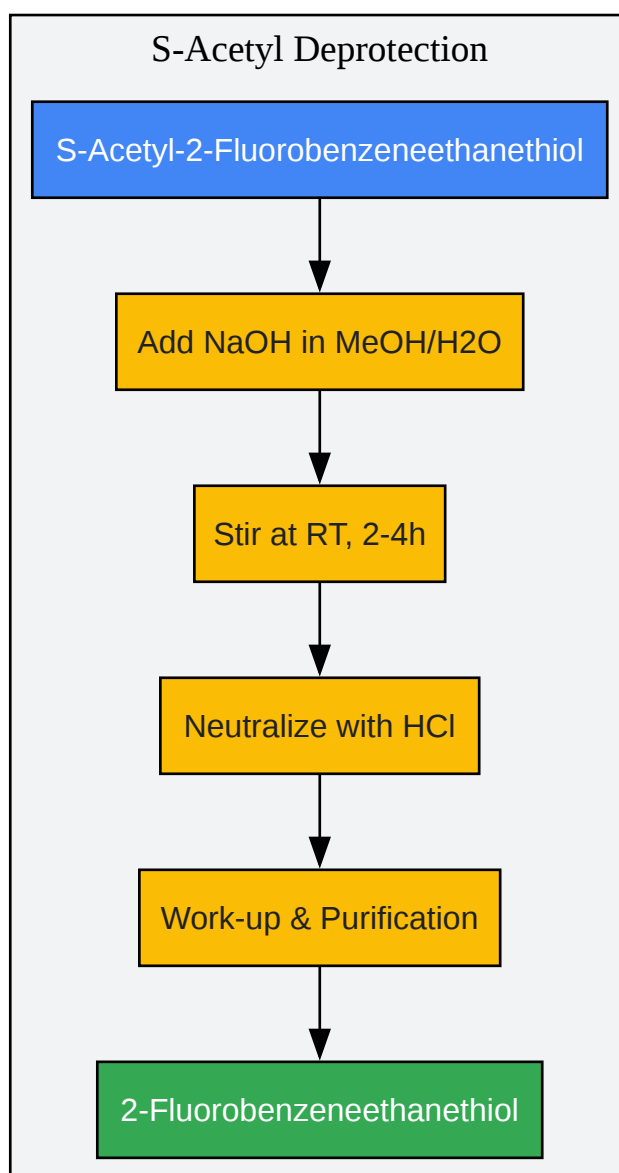 S-Acetyl Deprotection
S-Acetyl-2-Fluorobenzeneethanethiol
Add NaOH in MeOH/H2O
Stir at RT, 2-4h
Neutralize with HCl
Work-up & Purification
2-Fluorobenzeneethanethiol